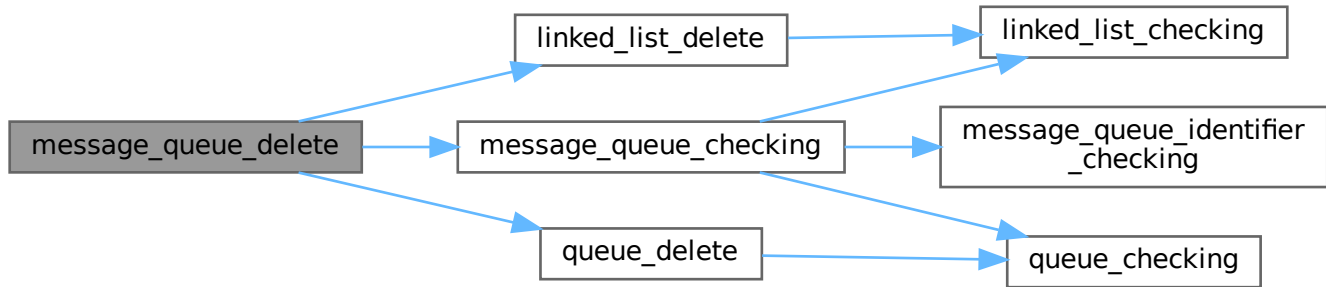 message_queue_delete
linked_list_delete
message_queue_checking
queue_delete
linked_list_checking
message_queue_identifier
_checking
queue_checking